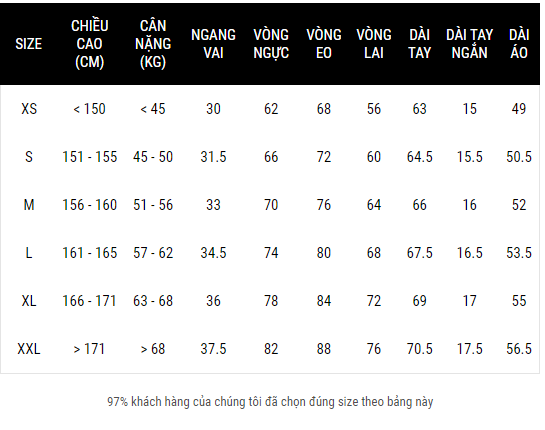 SIZE CHIỀU CAO (CM) CÂN NẶNG (KG) NGANG VAI VÒNG NGỰC VÒNG EO VÒNG LAI DÀI TAY DÀI TAY NGẮN DÀI ÁO
XS < 150 < 45 30 62 68 56 63 15 49
S 151 - 155 45 - 50 31.5 66 72 60 64.5 15.5 50.5
M 156 - 160 51 - 56 33 70 76 64 66 16 52
L 161 - 165 57 - 62 34.5 74 80 68 67.5 16.5 53.5
XL 166 - 171 63 - 68 36 78 84 72 69 17 55
XXL > 171 > 68 37.5 82 88 76 70.5 17.5 56.5
97% khách hàng của chúng tôi đã chọn đúng size theo bảng này